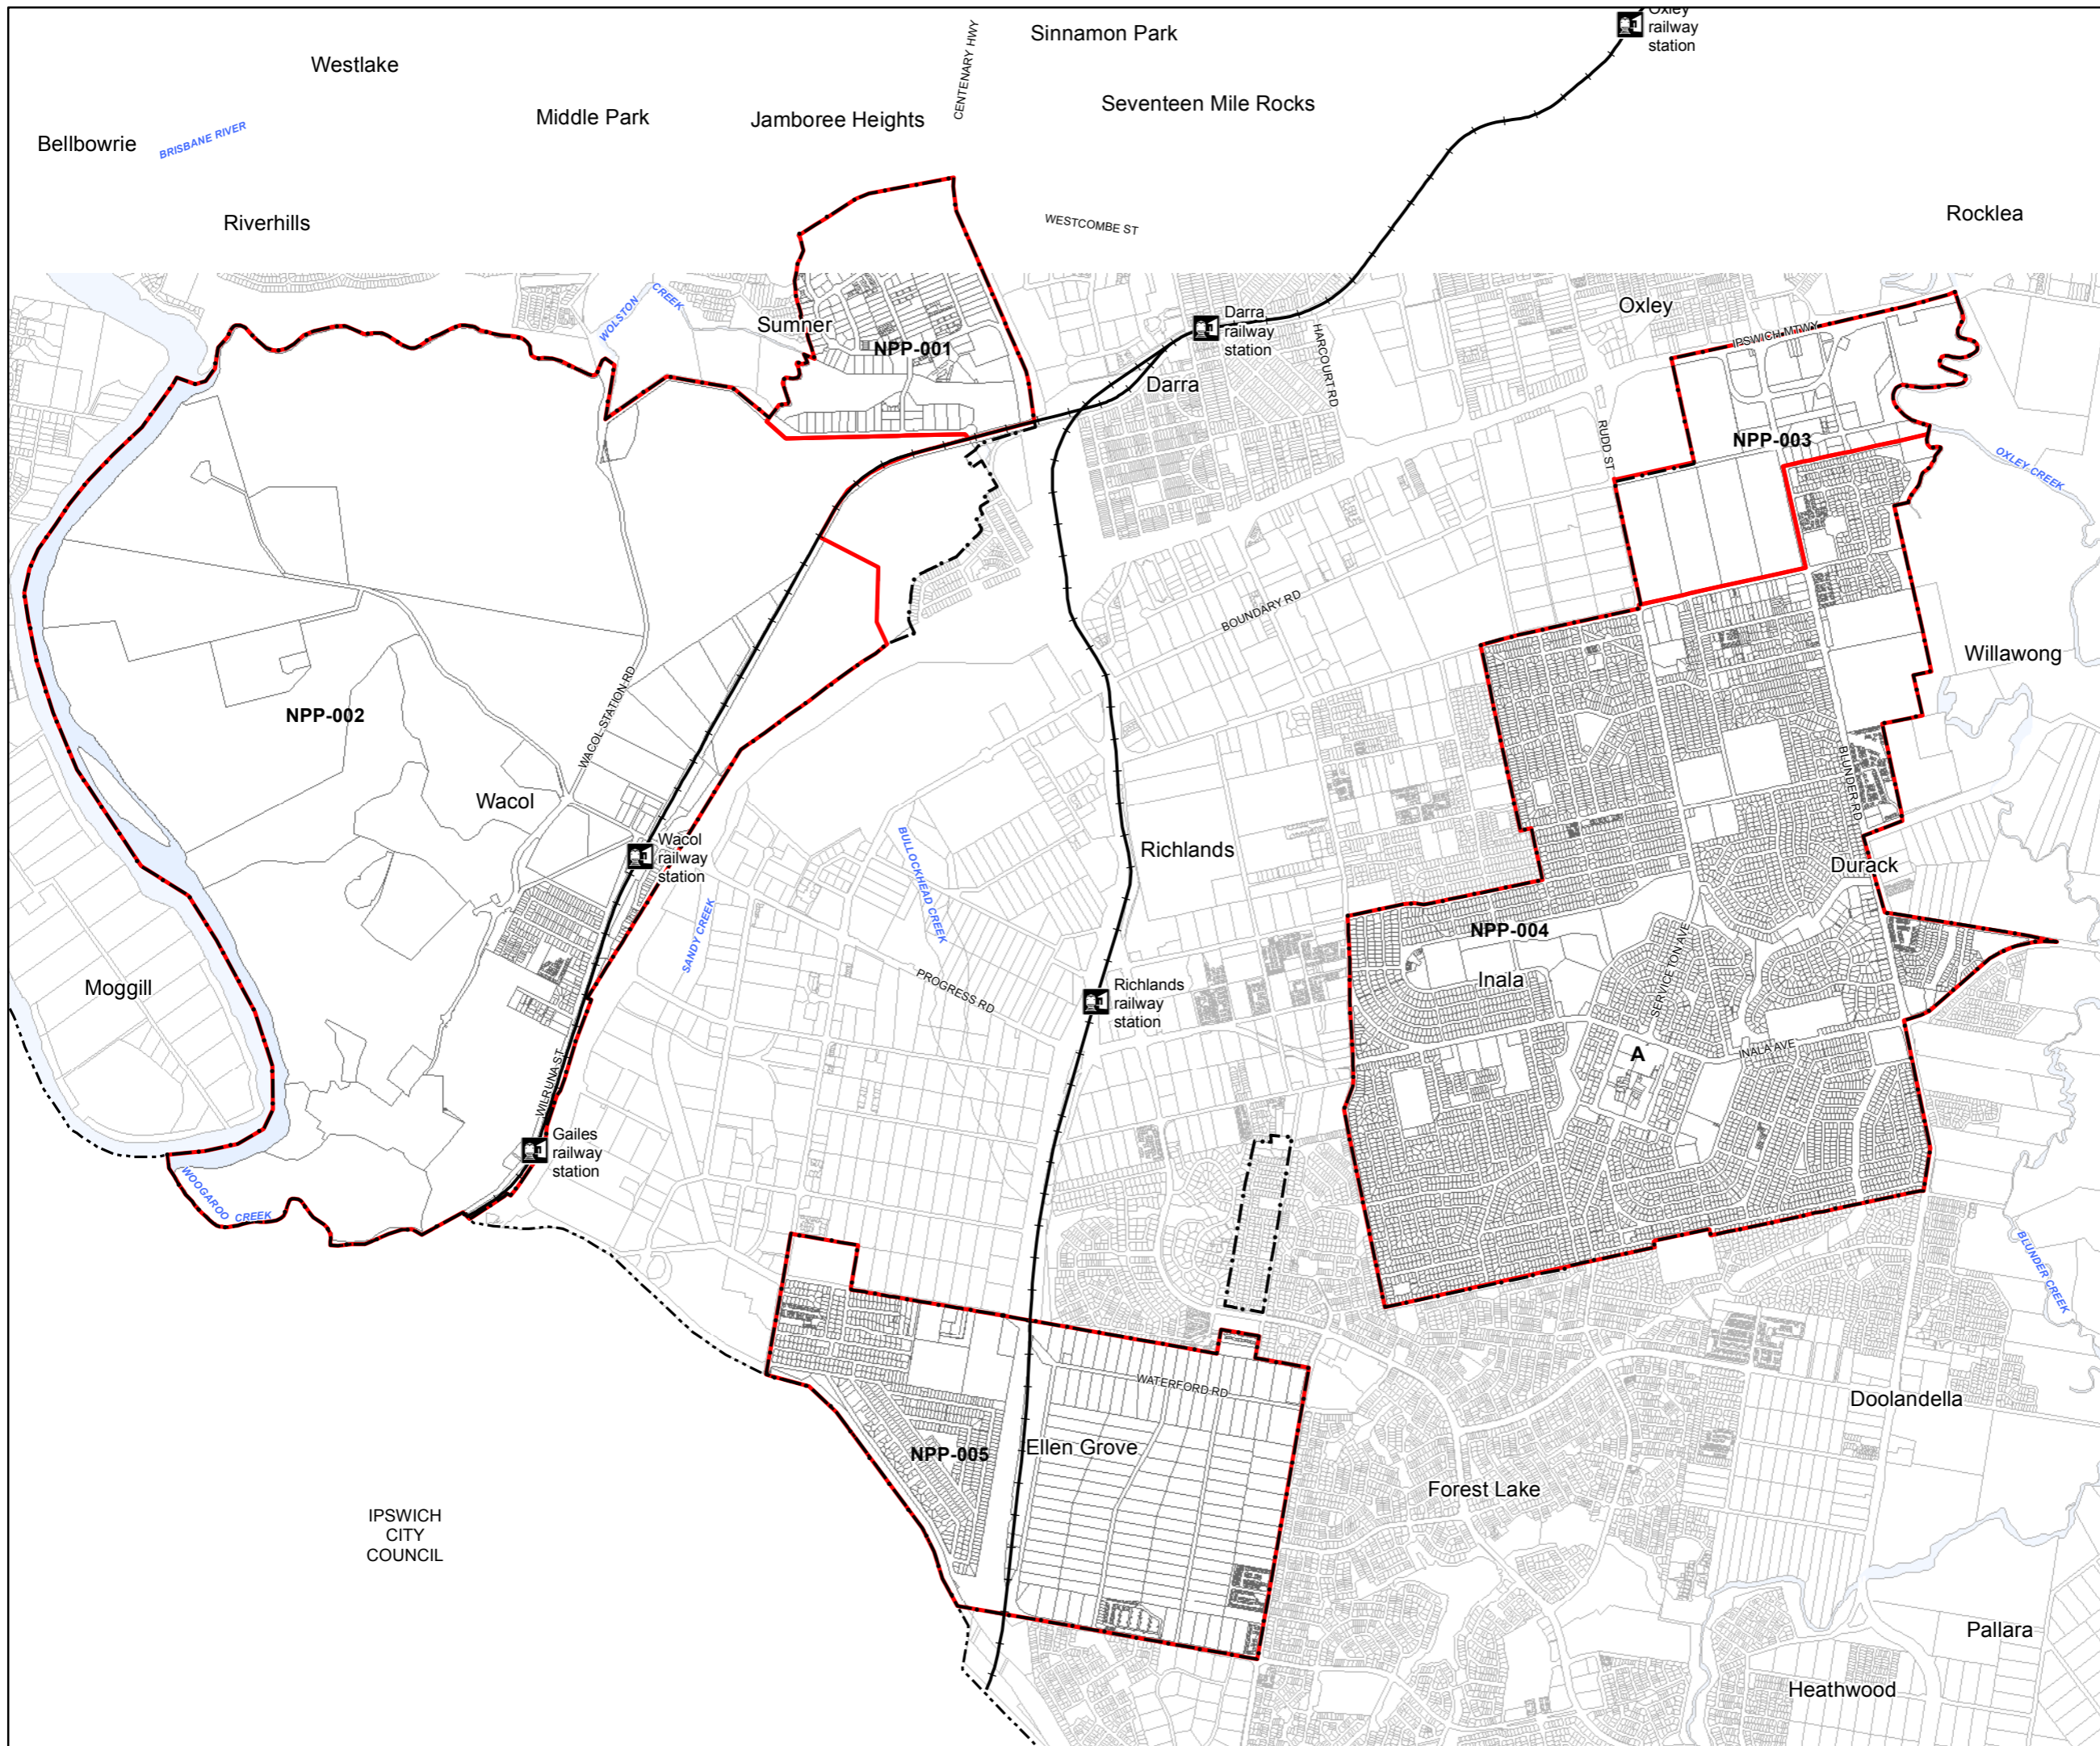 Oxley
railway
station
Sinnamon Park
CENTENARY HWY
Westlake
Seventeen Mile Rocks
Middle Park
Jamboree Heights
Bellbowrie
BRISBANE RIVER
Riverhills
WESTCOMBE ST
Rocklea
WOLSTON
CREEK
Sumner
NPP-001
Darra
railway
station
Oxley
IPSWICH MTWY
HARCOURT RD
Darra
RUDD ST
NPP-003
OXLEY CREEK
BOUNDARY RD
Willawong
WACOL STATION RD
NPP-002
BLUNDER RD
Wacol
Wacol
railway
station
BULLOCKHEAD CREEK
Richlands
Durack
SANDY CREEK
NPP-004
SERVICETON AVE
Inala
PROGRESS RD
Moggill
Richlands
railway
station
A
INALA AVE
WILRUNA ST
Gailes
railway
station
WOOGAROO CREEK
BLUNDER CREEK
WATERFORD RD
Doolandella
NPP-005
Ellen Grove
Forest Lake
IPSWICH
CITY
COUNCIL
Pallara
Heathwood